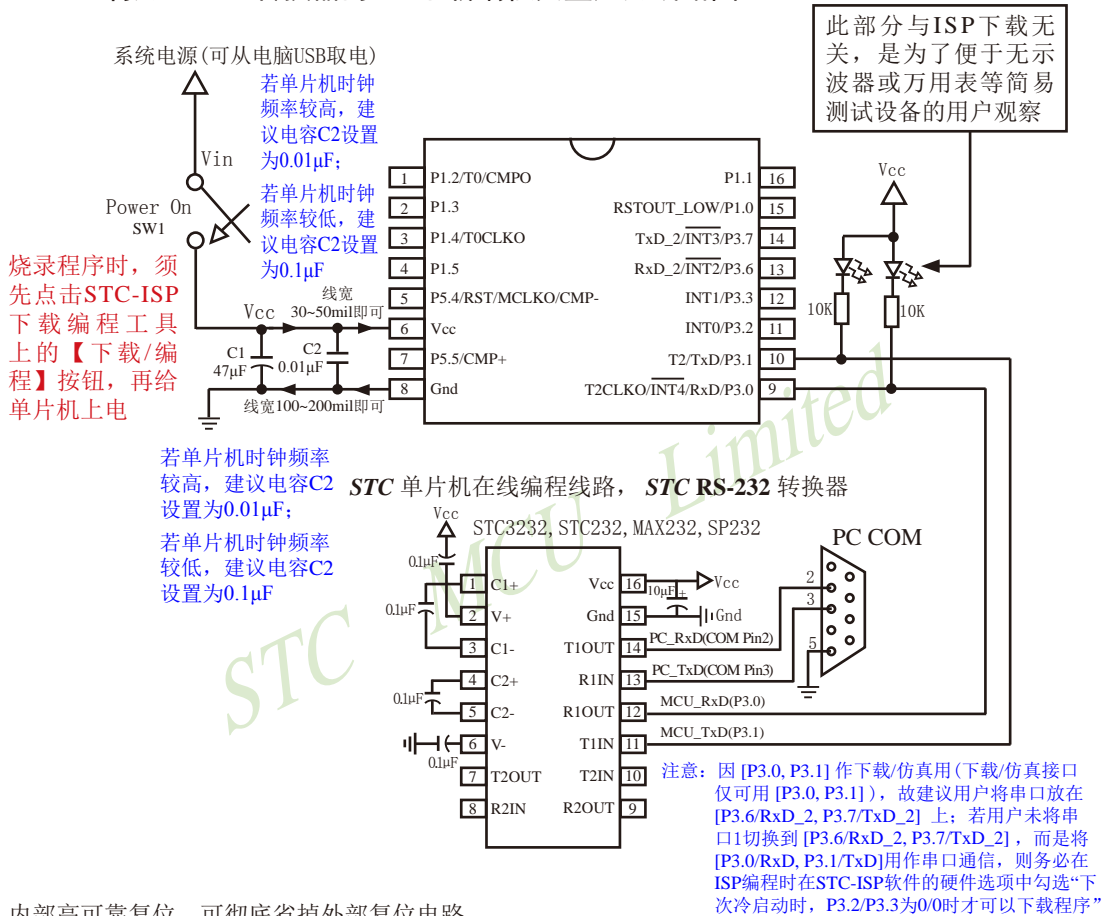 此部分与ISP下载无
关，是为了便于无示
波器或万用表等简易
测试设备的用户观察
系统电源(可从电脑USB取电)
若单片机时钟
频率较高，建
议电容C2设置
为0.01μF；
若单片机时钟
频率较低，建
议电容C2设置
为0.1μF
Vin
Power On
SW1
烧录程序时，须
先点击STC-ISP
下载编程工具
上的【下载/编
程】按钮，再给
单片机上电
Vcc
线宽
30~50mil即可
C1
47μF
C2
0.01μF
线宽100~200mil即可
1 P1.2/T0/CMPO
2 P1.3
3 P1.4/T0CLKO
4 P1.5
5 P5.4/RST/MCLKO/CMP-
6 Vcc
7 P5.5/CMP+
8 Gnd
P1.1 16
RSTOUT_LOW/P1.0 15
TxD_2/INT3/P3.7 14
RxD_2/INT2/P3.6 13
INT1/P3.3 12
INT0/P3.2 11
T2/TxD/P3.1 10
T2CLKO/INT4/RxD/P3.0 9
Vcc
10K
10K
若单片机时钟频率
较高，建议电容C2
设置为0.01μF；
若单片机时钟频率
较低，建议电容C2
设置为0.1μF
STC 单片机在线编程线路， STC RS-232 转换器
STC3232,STC232,MAX232,SP232
Vcc
0.1μF
0.1μF
0.1μF
0.1μF
1 C1+
2 V+
3 C1-
4 C2+
5 C2-
6 V-
7 T2OUT
8 R2IN
Vcc 16
Gnd 15
T1OUT 14
R1IN 13
R1OUT 12
T1IN 11
T2IN 10
R2OUT 9
10μF +
Vcc
Gnd
PC_RxD(COM Pin2)
PC_TxD(COM Pin3)
MCU_RxD(P3.0)
MCU_TxD(P3.1)
PC COM
2
3
5
STC MCU Limited
注意：因 [P3.0, P3.1] 作下载/仿真用(下载/仿真接口
仅可用 [P3.0, P3.1] )，故建议用户将串口放在
[P3.6/RxD_2, P3.7/TxD_2] 上；若用户未将串
口1切换到 [P3.6/RxD_2, P3.7/TxD_2] ，而是将
[P3.0/RxD, P3.1/TxD]用作串口通信，则务必在
ISP编程时在STC-ISP软件的硬件选项中勾选“下
次冷启动时，P3.2/P3.3为0/0时才可以下载程序”
内部高可靠复位，可彻底省掉外部复位电路